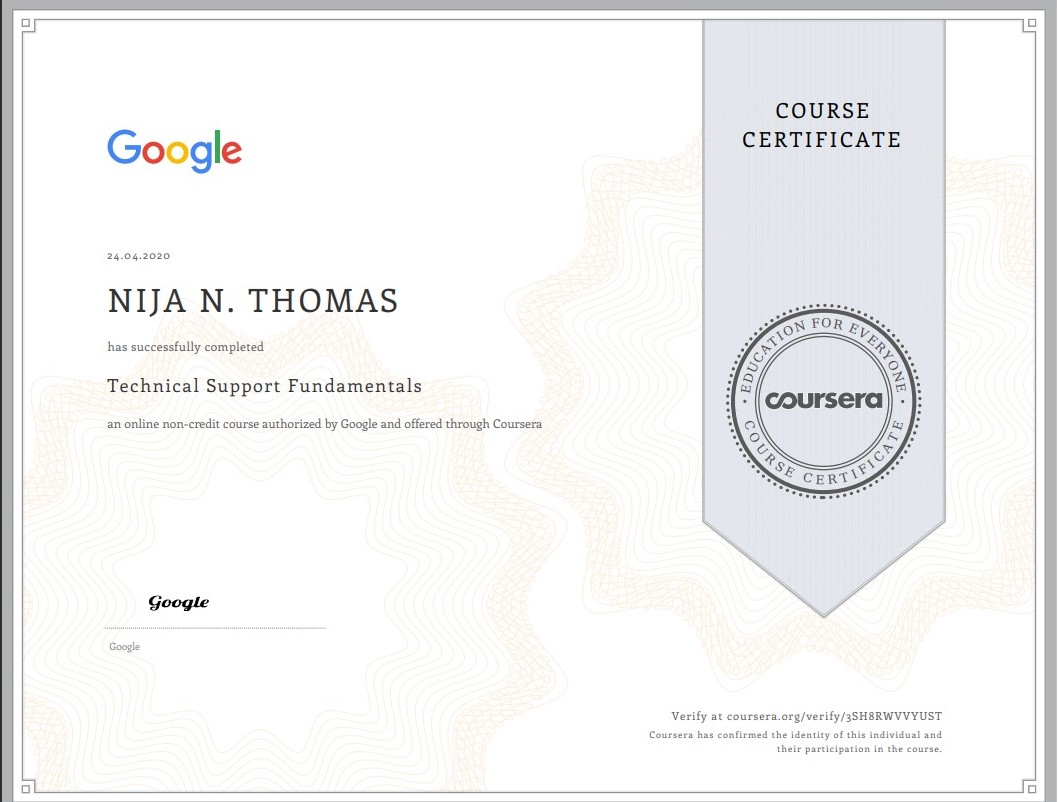 COURSE
CERTIFICATE
Google
24.04.2020
NIJA N. THOMAS
has successfully completed
Technical Support Fundamentals
an online non-credit course authorized by Google and offered through Coursera
EDUCATION FOR EVERYONE
coursera
COURSE CERTIFICATE
Google
Google
Verify at coursera.org/verify/3SH8RWVVYUST
Coursera has confirmed the identity of this individual and
their participation in the course.